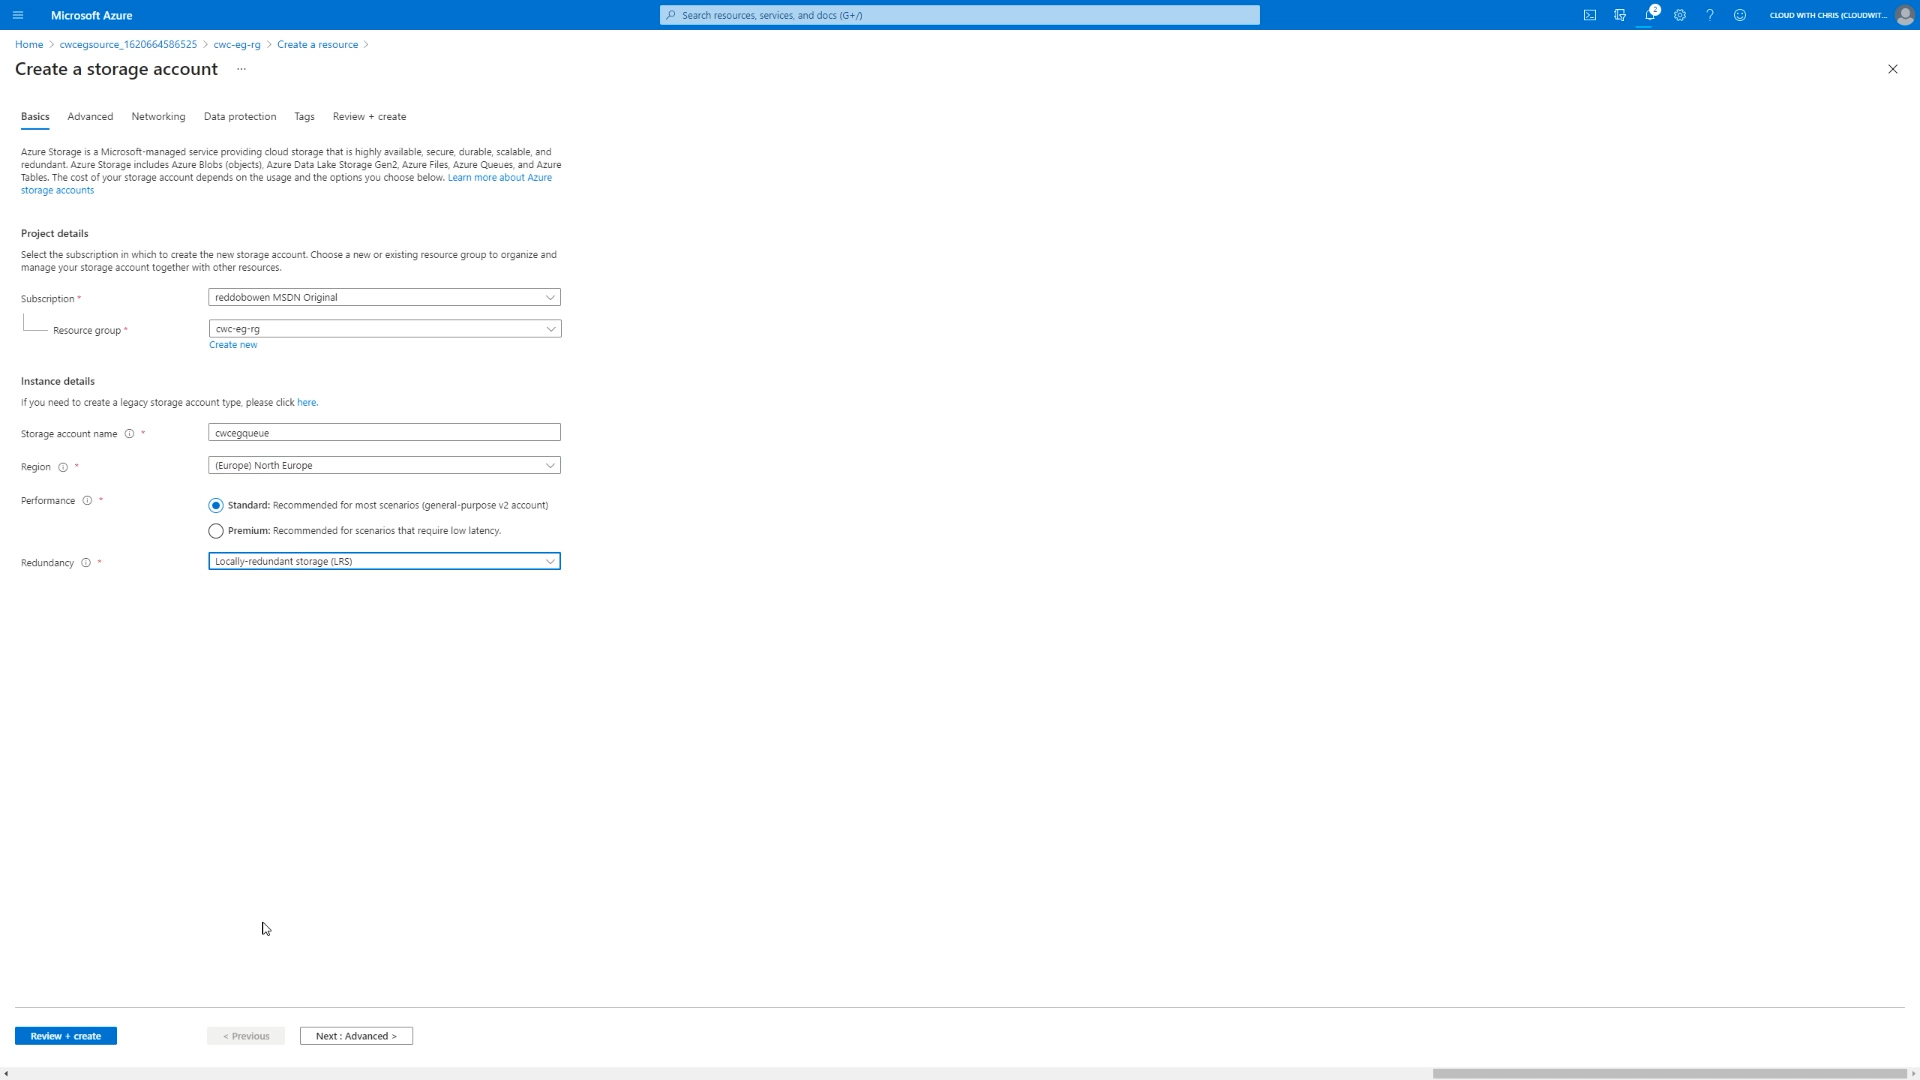 Microsoft Azure
Search resources, services, and docs (G+/)
2
CLOUD WITH CHRIS (CLOUDWIT...
Home > cwcegsource_1620664586525 > cwc-eg-rg > Create a resource >
Create a storage account ...
Basics Advanced Networking Data protection Tags Review + create
Azure Storage is a Microsoft-managed service providing cloud storage that is highly available, secure, durable, scalable, and
redundant. Azure Storage includes Azure Blobs (objects), Azure Data Lake Storage Gen2, Azure Files, Azure Queues, and Azure
Tables. The cost of your storage account depends on the usage and the options you choose below. Learn more about Azure
storage accounts
Project details
Select the subscription in which to create the new storage account. Choose a new or existing resource group to organize and
manage your storage account together with other resources.
Subscription * reddobowen MSDN Original
Resource group * cwc-eg-rg
Create new
Instance details
If you need to create a legacy storage account type, please click here.
Storage account name * cwcegqueue
Region * (Europe) North Europe
Performance * Standard: Recommended for most scenarios (general-purpose v2 account)
Premium: Recommended for scenarios that require low latency.
Redundancy * Locally-redundant storage (LRS)
Review + create < Previous Next : Advanced >